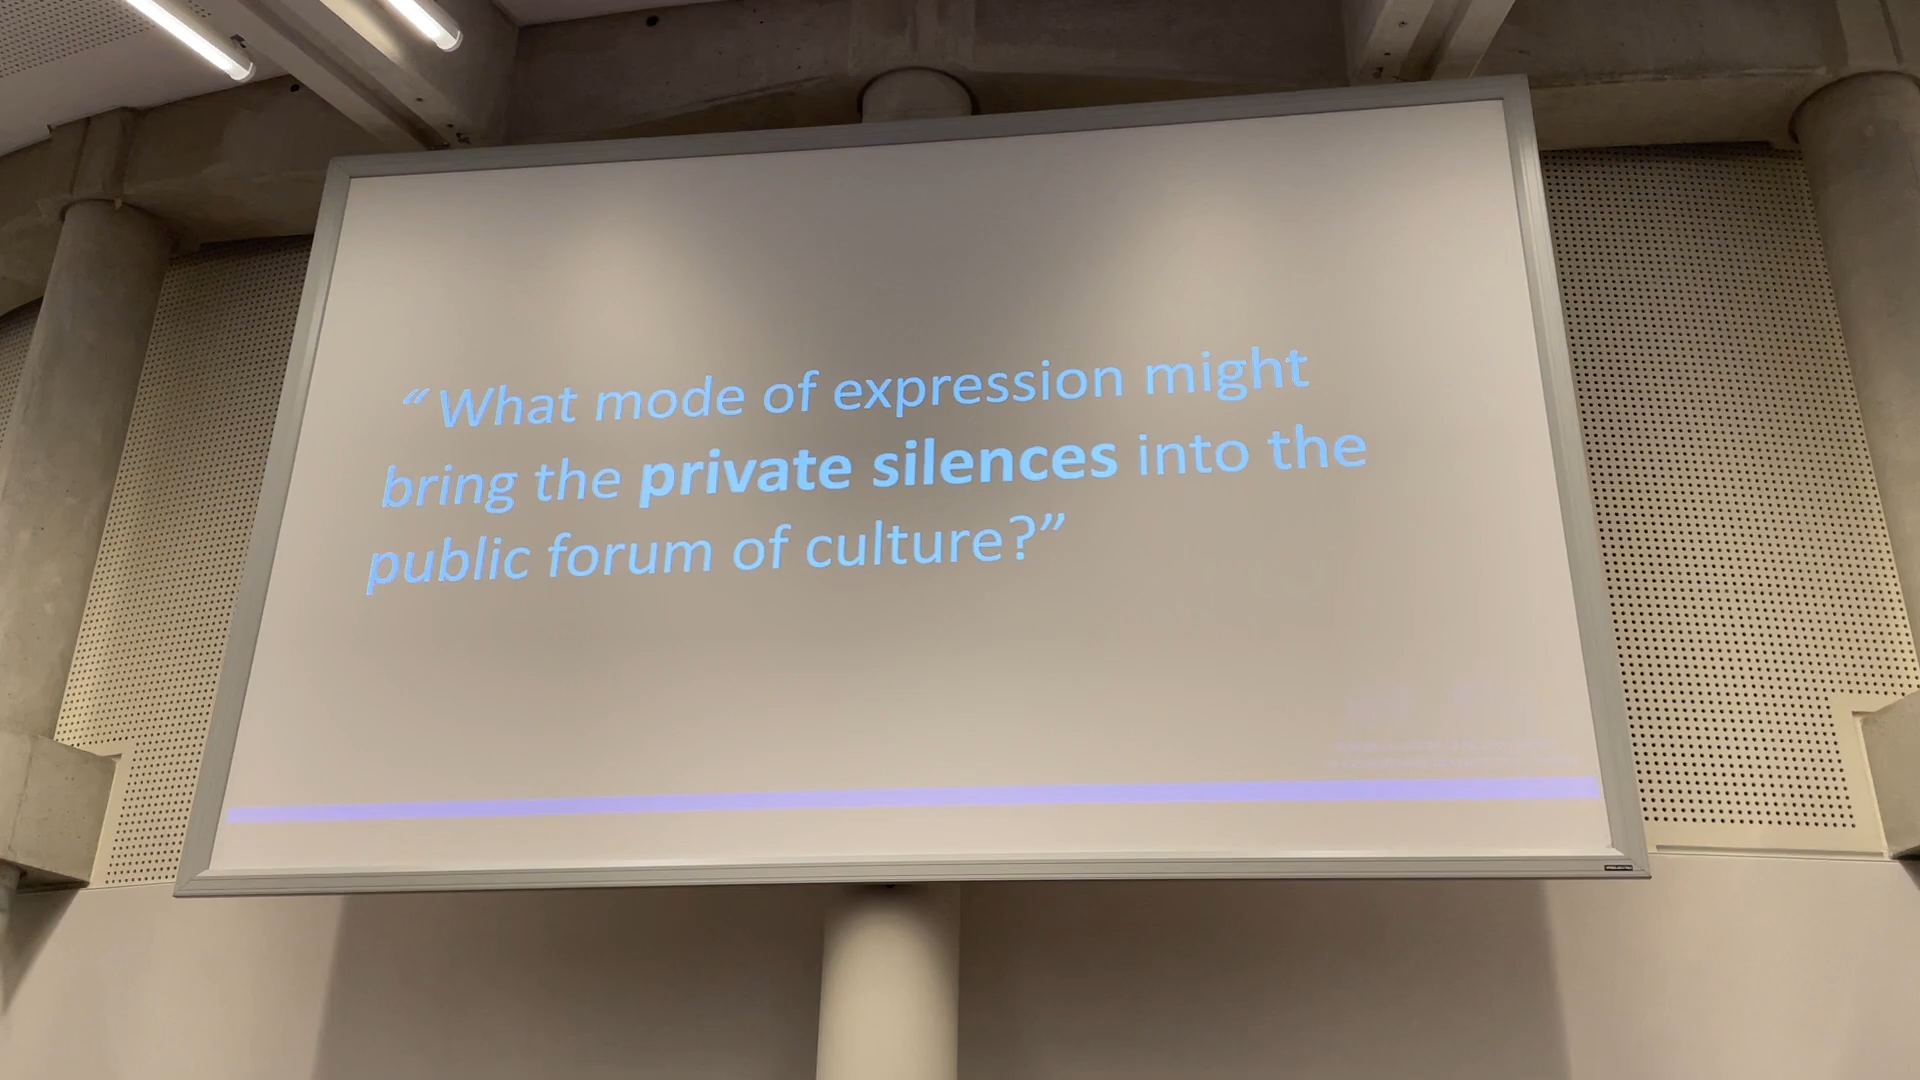 “What mode of expression might
bring the private silences into the
public forum of culture?”